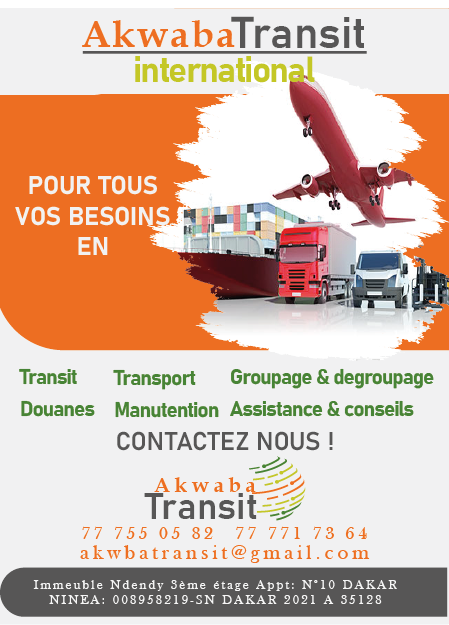 AkwabaTransit
international
POUR TOUS
VOS BESOINS
EN
Transit Transport Groupage & degroupage
Douanes Manutention Assistance & conseils
CONTACTEZ NOUS !
Akwaba
Transit
77 755 05 82 77 771 73 64
akwbatransit@gmail.com
Immeuble Ndendy 3ème étage Appt: N°10 DAKAR
NINEA: 008958219-SN DAKAR 2021 A 35128